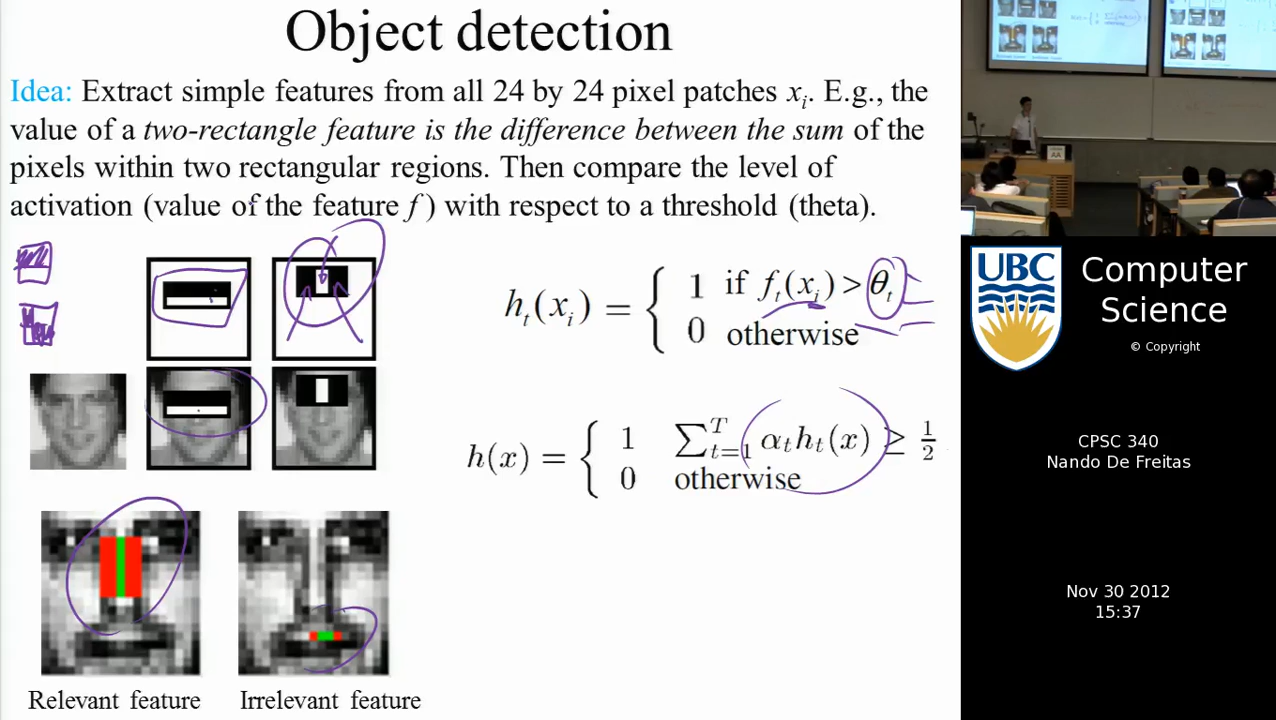 Object detection
Idea: Extract simple features from all 24 by 24 pixel patches xᵢ. E.g., the
value of a two-rectangle feature is the difference between the sum of the
pixels within two rectangular regions. Then compare the level of
activation (value of the feature f ) with respect to a threshold (theta).
hₜ(xᵢ) = { 1 if fₜ(xᵢ) > θₜ
0 otherwise
h(x) = { 1 ∑ᵀₜ₌₁ αₜhₜ(x) ≥ 1/2
0 otherwise
Relevant feature
Irrelevant feature
AA
UBC
Computer
Science
© Copyright
CPSC 340
Nando De Freitas
Nov 30 2012
15:37